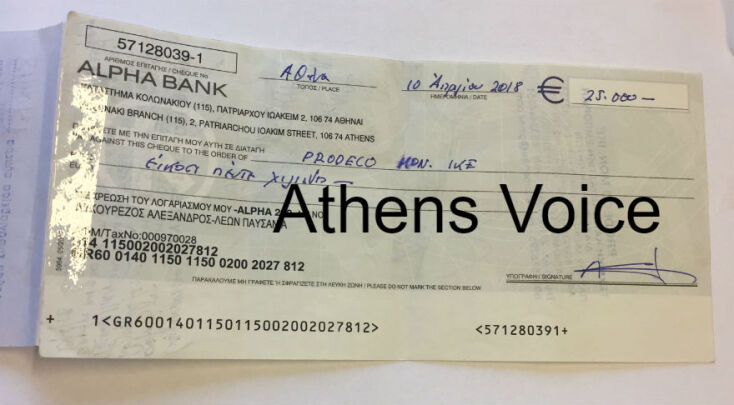 57128039-1
ΑΡΙΘΜΟΣ ΕΠΙΤΑΓΗΣ / CHEQUE No
ALPHA BANK
Αθήνα
ΤΟΠΟΣ / PLACE
10 Απριλίου 2018
ΗΜΕΡΟΜΗΝΙΑ / DATE
€
25.000—
ΚΑΤΑΣΤΗΜΑ ΚΟΛΩΝΑΚΙΟΥ (115), ΠΑΤΡΙΑΡΧΟΥ ΙΩΑΚΕΙΜ 2, 106 74 ΑΘΗΝΑΙ
BRANCH (115), 2, PATRIARCHOU IOAKIM STREET, 106 74 ATHENS
ΜΕ ΤΗΝ ΕΠΙΤΑΓΗ ΜΟΥ ΑΥΤΗ ΣΕ ΔΙΑΤΑΓΗ
AGAINST THIS CHEQUE TO THE ORDER OF
PRODECO ΜΟΝ. ΙΚΕ
είκοσι πέντε χιλιάδες —
ΧΡΕΩΣΗ ΤΟΥ ΛΟΓΑΡΙΑΣΜΟΥ ΜΟΥ -ALPHA
ΛΥΚΟΥΡΕΖΟΣ ΑΛΕΞΑΝΔΡΟΣ-ΛΕΩΝ ΠΑΥΣΑΝΙΑ
Athens Voice
Μ/TaxNo:000970028
14 115002002027812
GR60 0140 1150 1150 0200 2027 812
ΥΠΟΓΡΑΦΗ / SIGNATURE
ΠΑΡΑΚΑΛΟΥΜΕ ΜΗ ΓΡΑΦΕΤΕ Ή ΣΦΡΑΓΙΖΕΤΕ ΣΤΗ ΛΕΥΚΗ ΖΩΝΗ / PLEASE DO NOT MARK THE SECTION BELOW
+ 1<GR6001401150115002002027812> <571280391+